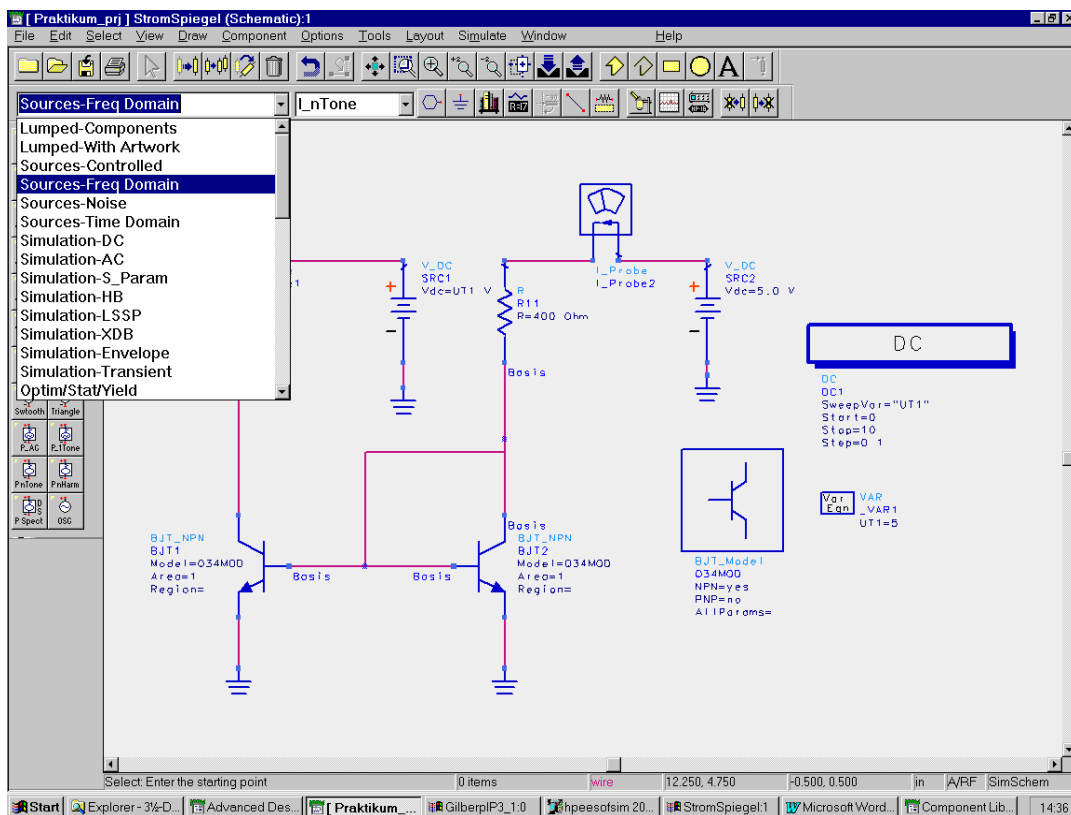 [ Praktikum_prj ] StromSpiegel (Schematic):1
File Edit Select View Draw Component Options Tools Layout Simulate Window Help
Sources-Freq Domain I_nTone
Lumped-Components
Lumped-With Artwork
Sources-Controlled
Sources-Freq Domain
Sources-Noise
Sources-Time Domain
Simulation-DC
Simulation-AC
Simulation-S_Param
Simulation-HB
Simulation-LSSP
Simulation-XDB
Simulation-Envelope
Simulation-Transient
Optim/Stat/Yield
Swtooth Triangle
P_AC P_1Tone
PnTone PnHarm
P Spect OSC
V_DC
SRC1
Vdc=UT1 V
R
R11
R=400 Ohm
I_Probe
I_Probe2
V_DC
SRC2
Vdc=5.0 V
Basis
DC
DC
DC1
SweepVar="UT1"
Start=0
Stop=10
Step=0 1
Var
Eqn
VAR
_VAR1
UT1=5
Basis
BJT_NPN
BJT1
Model=034MOD
Area=1
Region=
Basis
Basis
BJT_NPN
BJT2
Model=034MOD
Area=1
Region=
BJT_Model
034MOD
NPN=yes
PNP=no
AllParams=
Select: Enter the starting point 0 items wire 12.250, 4.750 -0.500, 0.500 in A/RF SimSchem
Start Explorer - 3½-D... Advanced Des... [ Praktikum_... GilbertIP3_1:0 hpeesofsim 20... StromSpiegel:1 Microsoft Word... Component Lib... 14:36